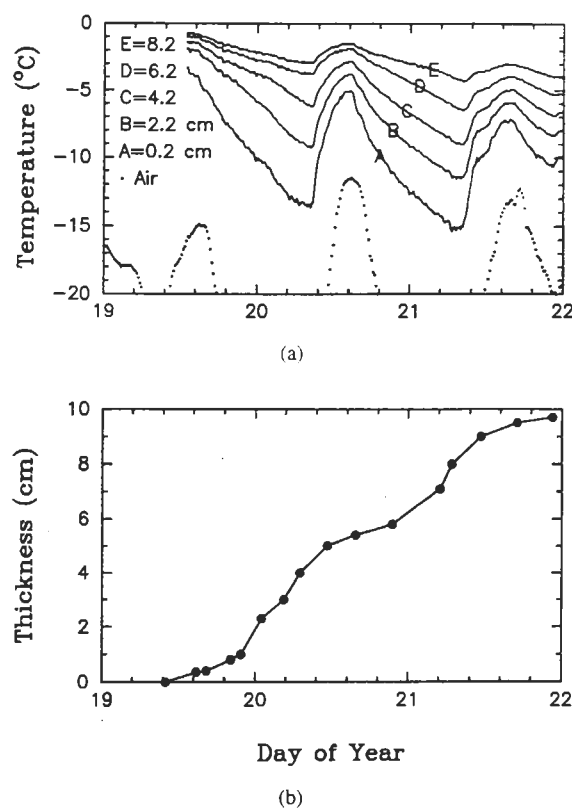 Temperature (°C)
0
-5
-10
-15
-20
E=8.2
D=6.2
C=4.2
B=2.2 cm
A=0.2 cm
· Air
E
D
C
B
A
19 20 21 22
(a)
Thickness (cm)
10
8
6
4
2
0
19 20 21 22
Day of Year
(b)